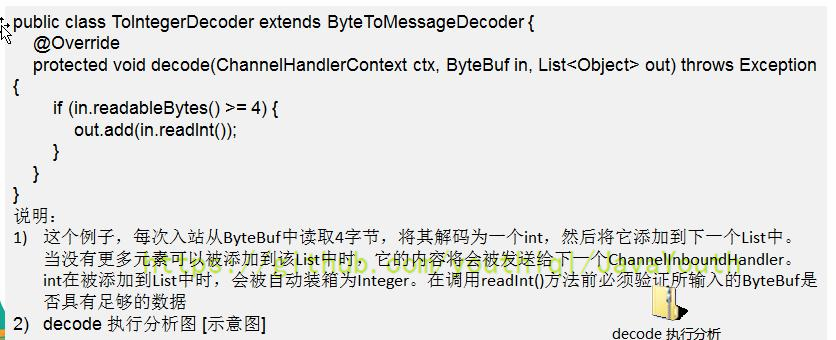 public class ToIntegerDecoder extends ByteToMessageDecoder {
@Override
protected void decode(ChannelHandlerContext ctx, ByteBuf in, List<Object> out) throws Exception
{
if (in.readableBytes() >= 4) {
out.add(in.readInt());
}
}
}
说明：
1) 这个例子，每次入站从ByteBuf中读取4字节，将其解码为一个int，然后将它添加到下一个List中。
当没有更多元素可以被添加到该List中时，它的内容将会被发送给下一个ChannelInboundHandler。
https://github.com/youthlql/JavaYouth
int在被添加到List中时，会被自动装箱为Integer。在调用readInt()方法前必须验证所输入的ByteBuf是
否具有足够的数据
2) decode 执行分析图 [示意图]
decode 执行分析